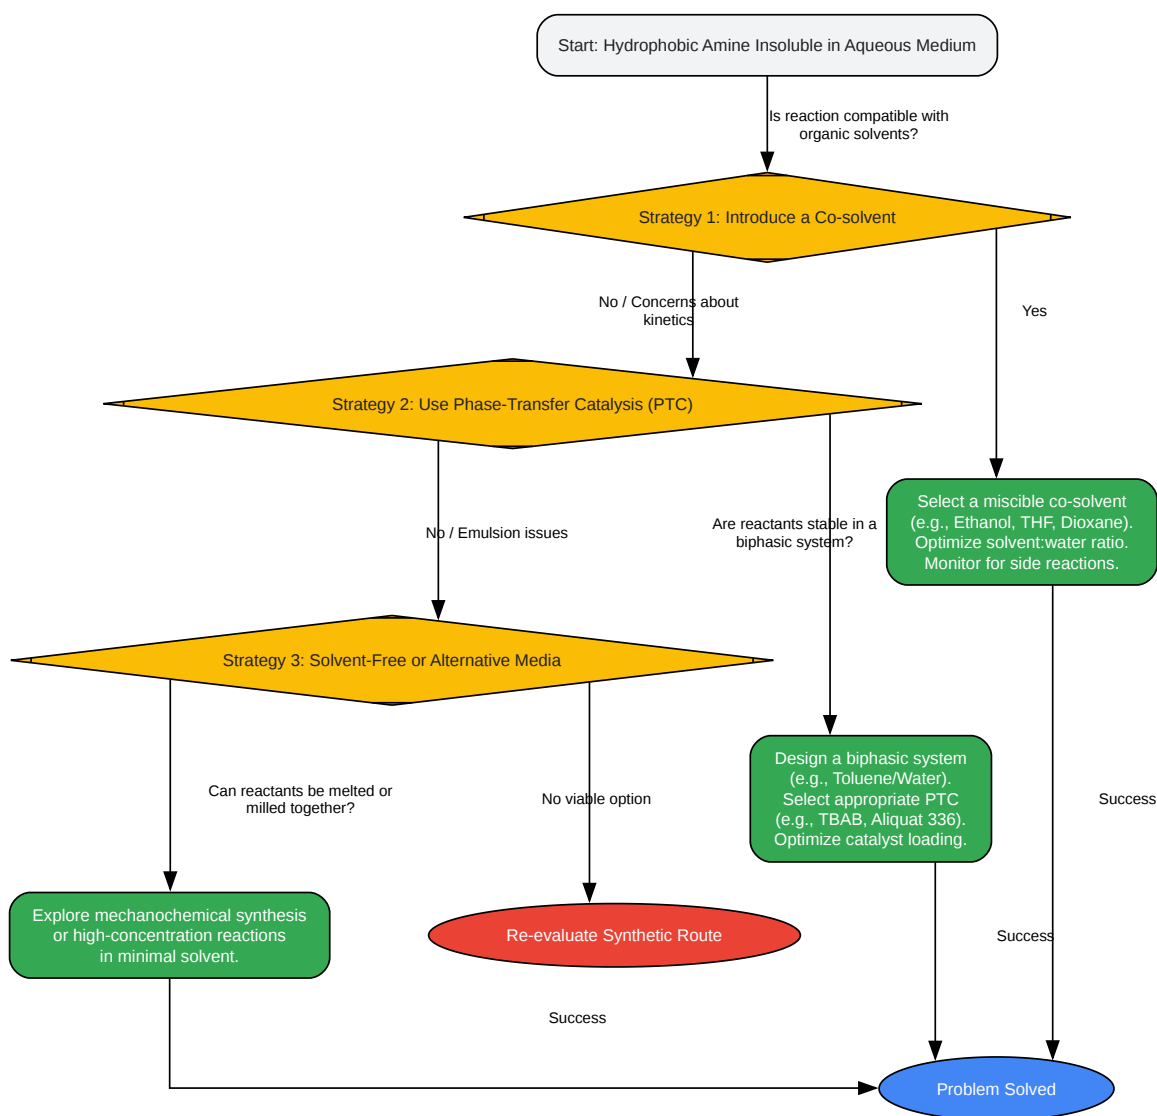 Start: Hydrophobic Amine Insoluble in Aqueous Medium
Is reaction compatible with
organic solvents?
Strategy 1: Introduce a Co-solvent
No / Concerns about
kinetics
Yes
Strategy 2: Use Phase-Transfer Catalysis (PTC)
Select a miscible co-solvent
(e.g., Ethanol, THF, Dioxane).
Optimize solvent:water ratio.
Monitor for side reactions.
No / Emulsion issues
Are reactants stable in a
biphasic system?
Strategy 3: Solvent-Free or Alternative Media
Design a biphasic system
(e.g., Toluene/Water).
Select appropriate PTC
(e.g., TBAB, Aliquat 336).
Optimize catalyst loading.
Can reactants be melted or
milled together?
No viable option
Success
Explore mechanochemical synthesis
or high-concentration reactions
in minimal solvent.
Re-evaluate Synthetic Route
Success
Success
Problem Solved